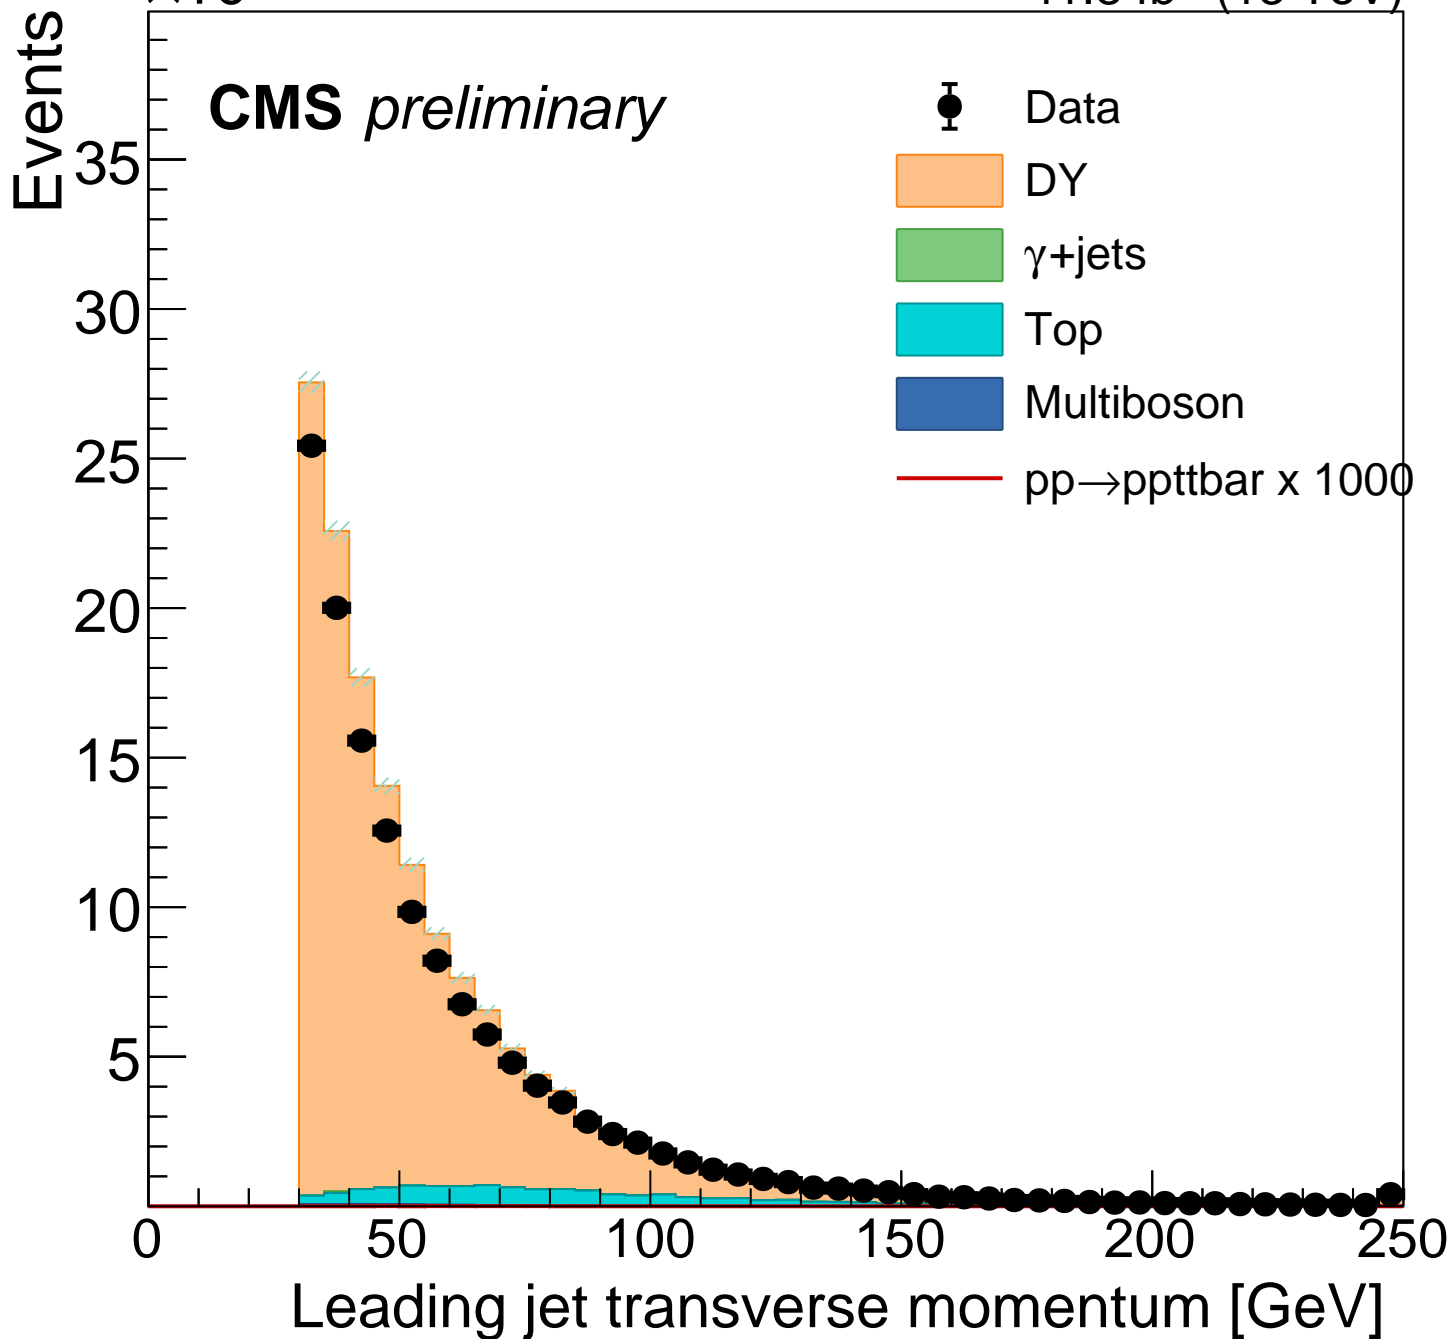 Events
CMS preliminary
Data
DY
γ+jets
Top
Multiboson
pp→ppttbar x 1000
35
30
25
20
15
10
5
0 50 100 150 200 250
Leading jet transverse momentum [GeV]